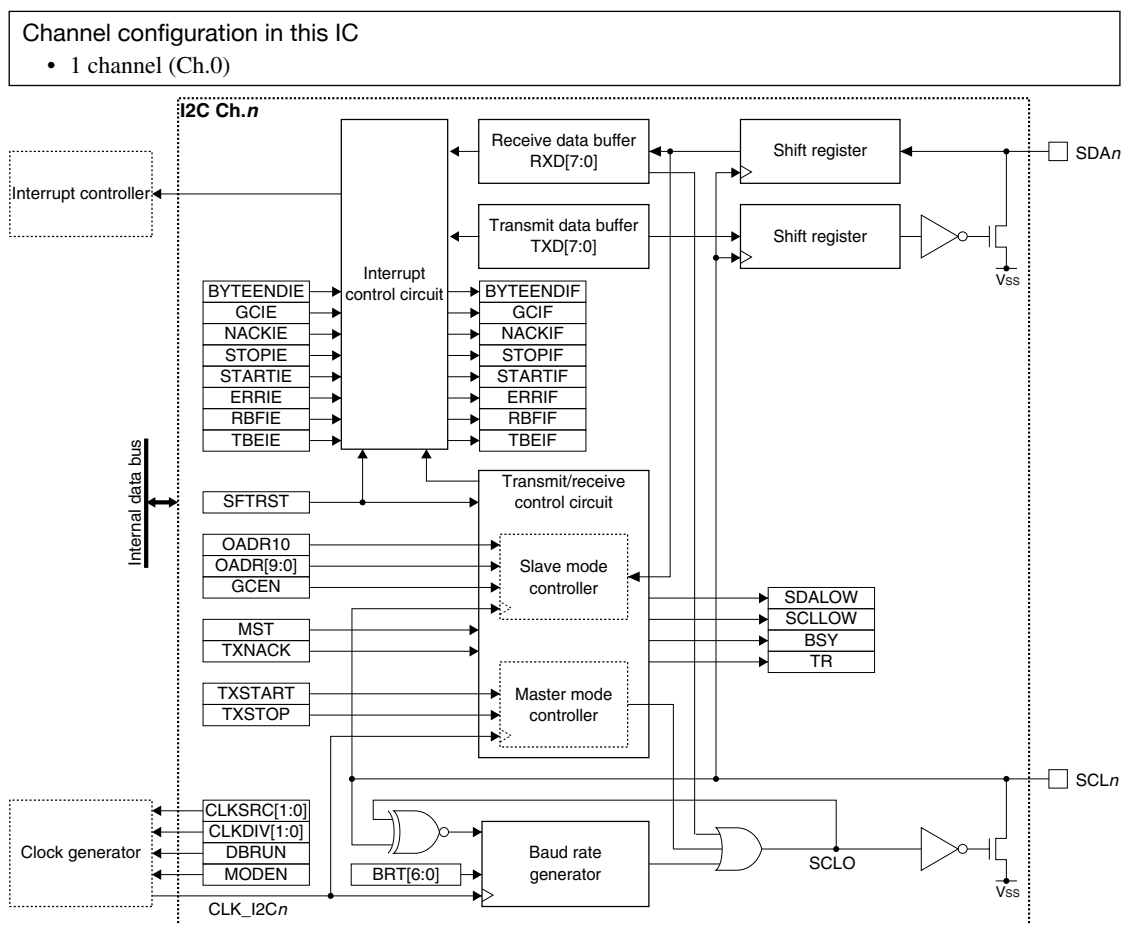 Channel configuration in this IC
• 1 channel (Ch.0)
I2C Ch.n
Interrupt controller
Interrupt
control circuit
Receive data buffer
RXD[7:0]
Shift register
SDAn
Transmit data buffer
TXD[7:0]
Shift register
VSS
BYTEENDIE
GCIE
NACKIE
STOPIE
STARTIE
ERRIE
RBFIE
TBEIE
BYTEENDIF
GCIF
NACKIF
STOPIF
STARTIF
ERRIF
RBFIF
TBEIF
Internal data bus
SFTRST
Transmit/receive
control circuit
OADR10
OADR[9:0]
GCEN
Slave mode
controller
MST
TXNACK
SDALOW
SCLLOW
BSY
TR
TXSTART
TXSTOP
Master mode
controller
SCLn
Clock generator
CLKSRC[1:0]
CLKDIV[1:0]
DBRUN
MODEN
CLK_I2Cn
BRT[6:0]
Baud rate
generator
SCLO
VSS